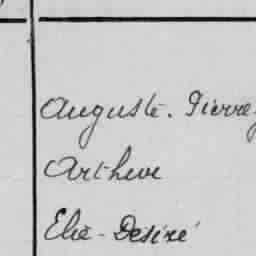 Auguste. Pierre,
Arthur
Elie - Désiré